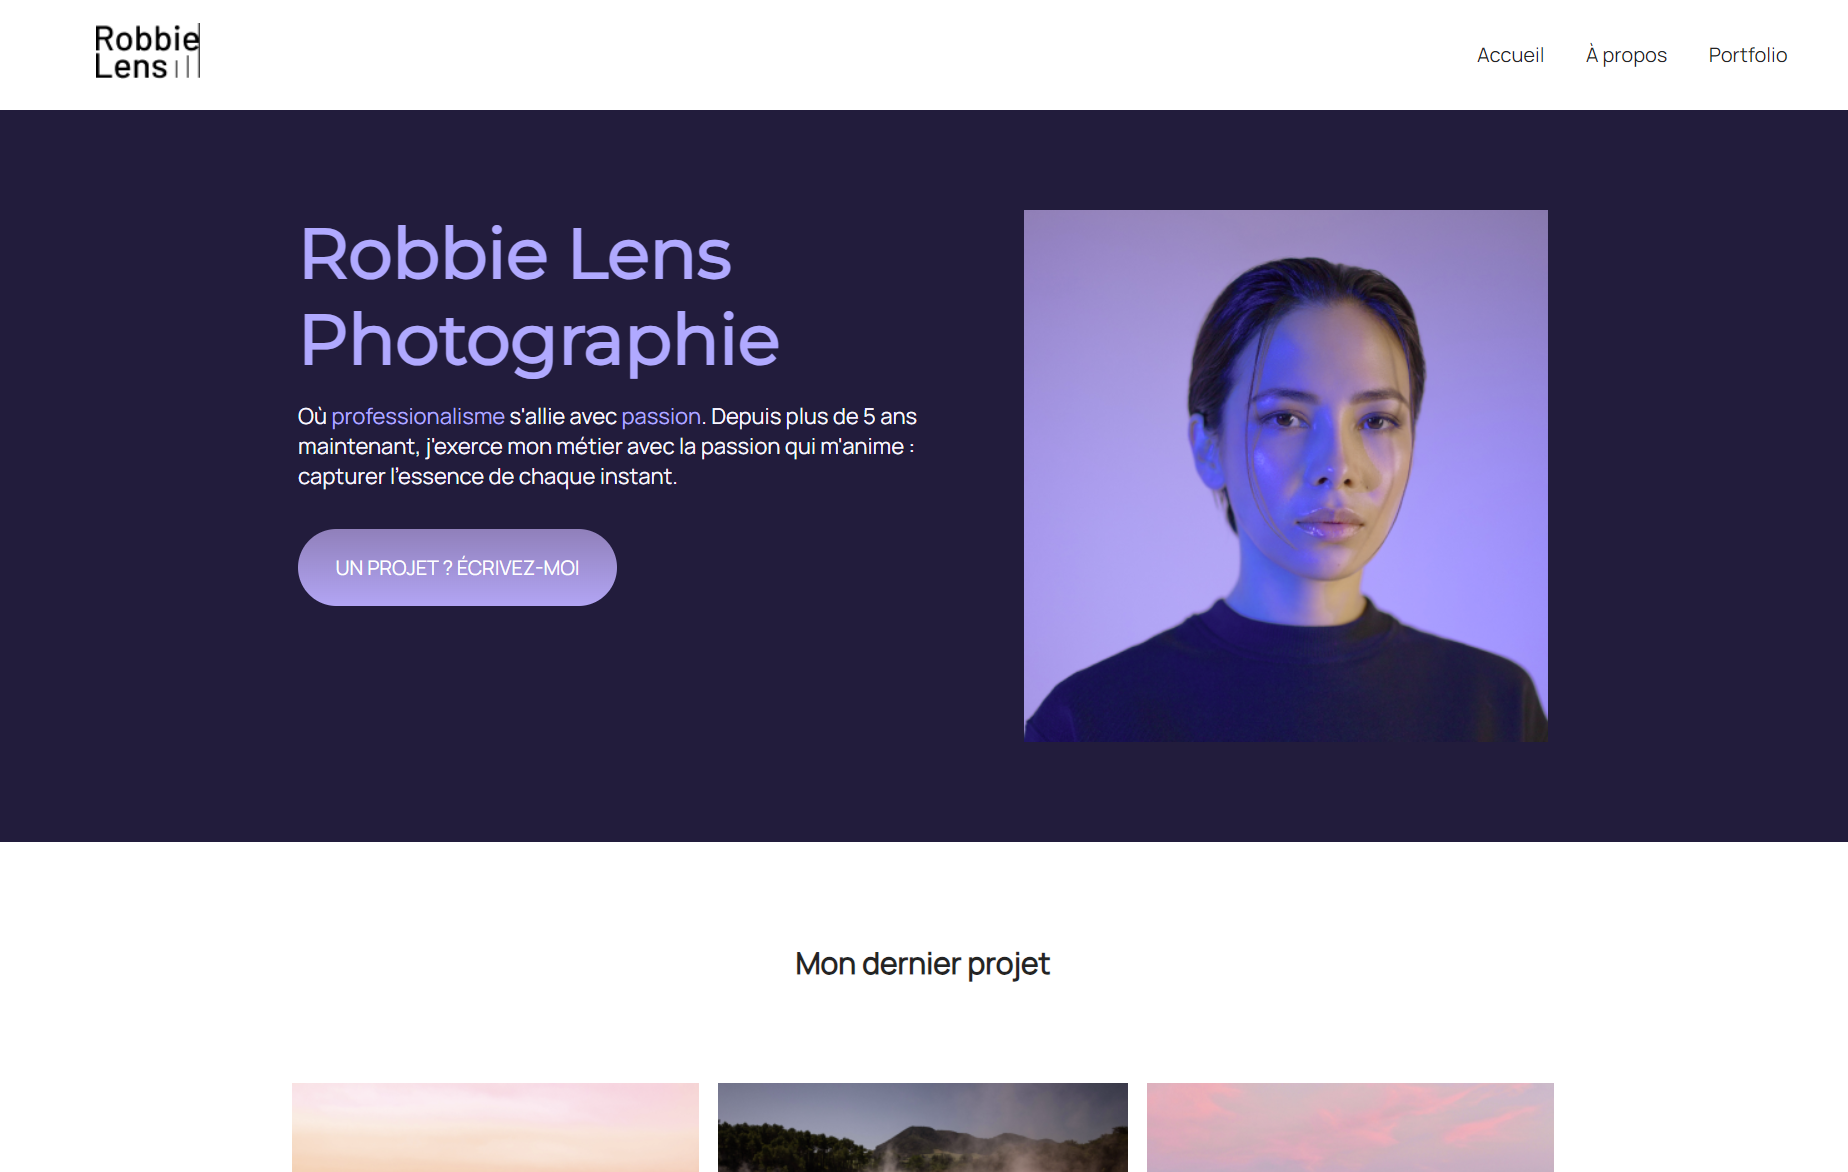 Robbie
Lens
Accueil À propos Portfolio
Robbie Lens
Photographie
Où professionalisme s'allie avec passion. Depuis plus de 5 ans
maintenant, j'exerce mon métier avec la passion qui m'anime :
capturer l'essence de chaque instant.
UN PROJET ? ÉCRIVEZ-MOI
Mon dernier projet